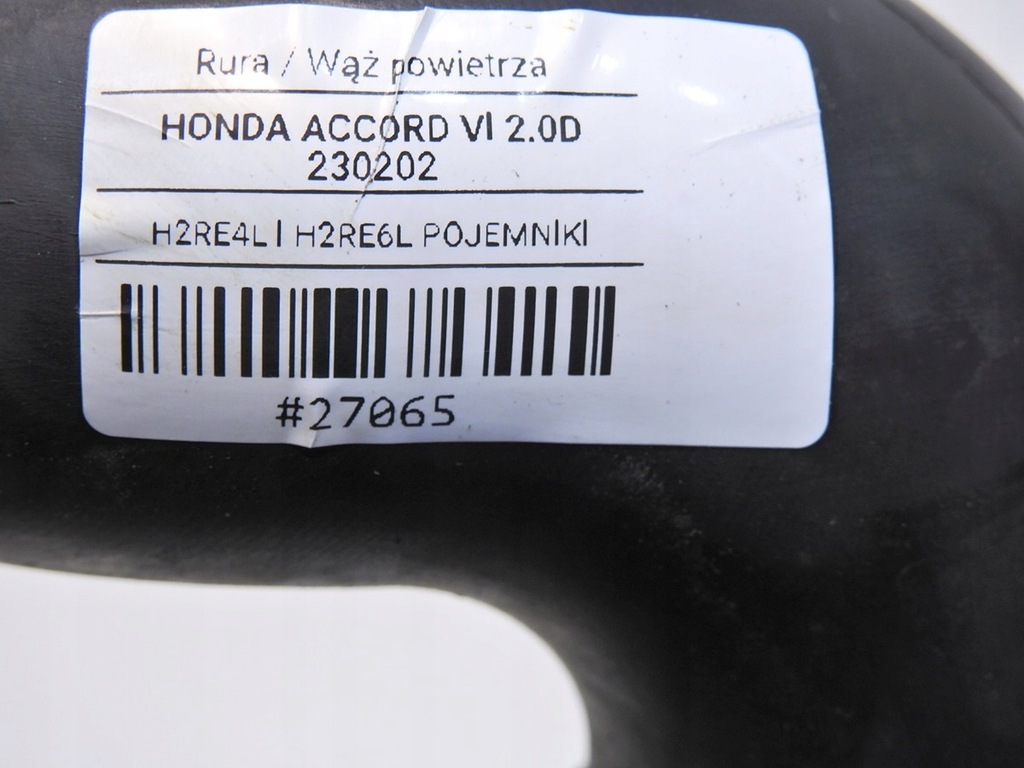 Rura / Wąż powietrza
HONDA ACCORD VI 2.0D
230202
H2RE4L I H2RE6L POJEMNIKI
#27065